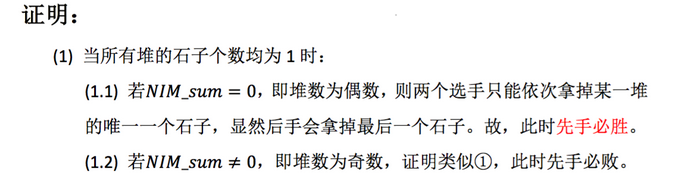 证明：
(1) 当所有堆的石子个数均为 1 时：
(1.1) 若NIM_sum = 0，即堆数为偶数，则两个选手只能依次拿掉某一堆
的唯一一个石子，显然后手会拿掉最后一个石子。故，此时先手必胜。
(1.2) 若NIM_sum ≠ 0，即堆数为奇数，证明类似①，此时先手必败。